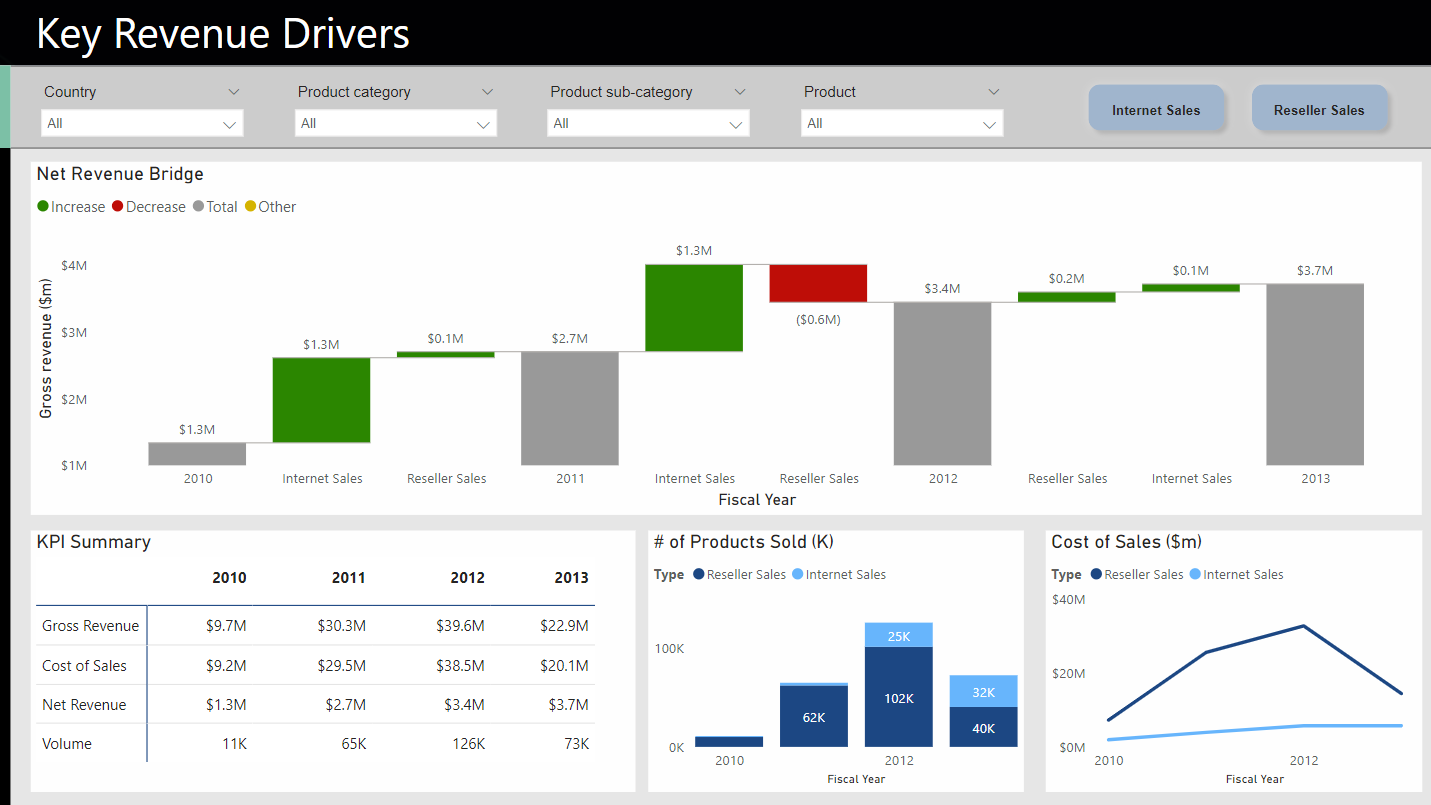 Key Revenue Drivers
Country Product category Product sub-category Product
All All All All
Internet Sales Reseller Sales
Net Revenue Bridge
Increase Decrease Total Other
Gross revenue ($m)
$4M
$3M
$2M
$1M
$1.3M $1.3M $0.1M $2.7M $1.3M ($0.6M) $3.4M $0.2M $0.1M $3.7M
2010 Internet Sales Reseller Sales 2011 Internet Sales Reseller Sales 2012 Reseller Sales Internet Sales 2013
Fiscal Year
KPI Summary
2010 2011 2012 2013
Gross Revenue $9.7M $30.3M $39.6M $22.9M
Cost of Sales $9.2M $29.5M $38.5M $20.1M
Net Revenue $1.3M $2.7M $3.4M $3.7M
Volume 11K 65K 126K 73K
# of Products Sold (K)
Type Reseller Sales Internet Sales
100K
0K
62K
25K
102K
32K
40K
2010 2012
Fiscal Year
Cost of Sales ($m)
Type Reseller Sales Internet Sales
$40M
$20M
$0M
2010 2012
Fiscal Year